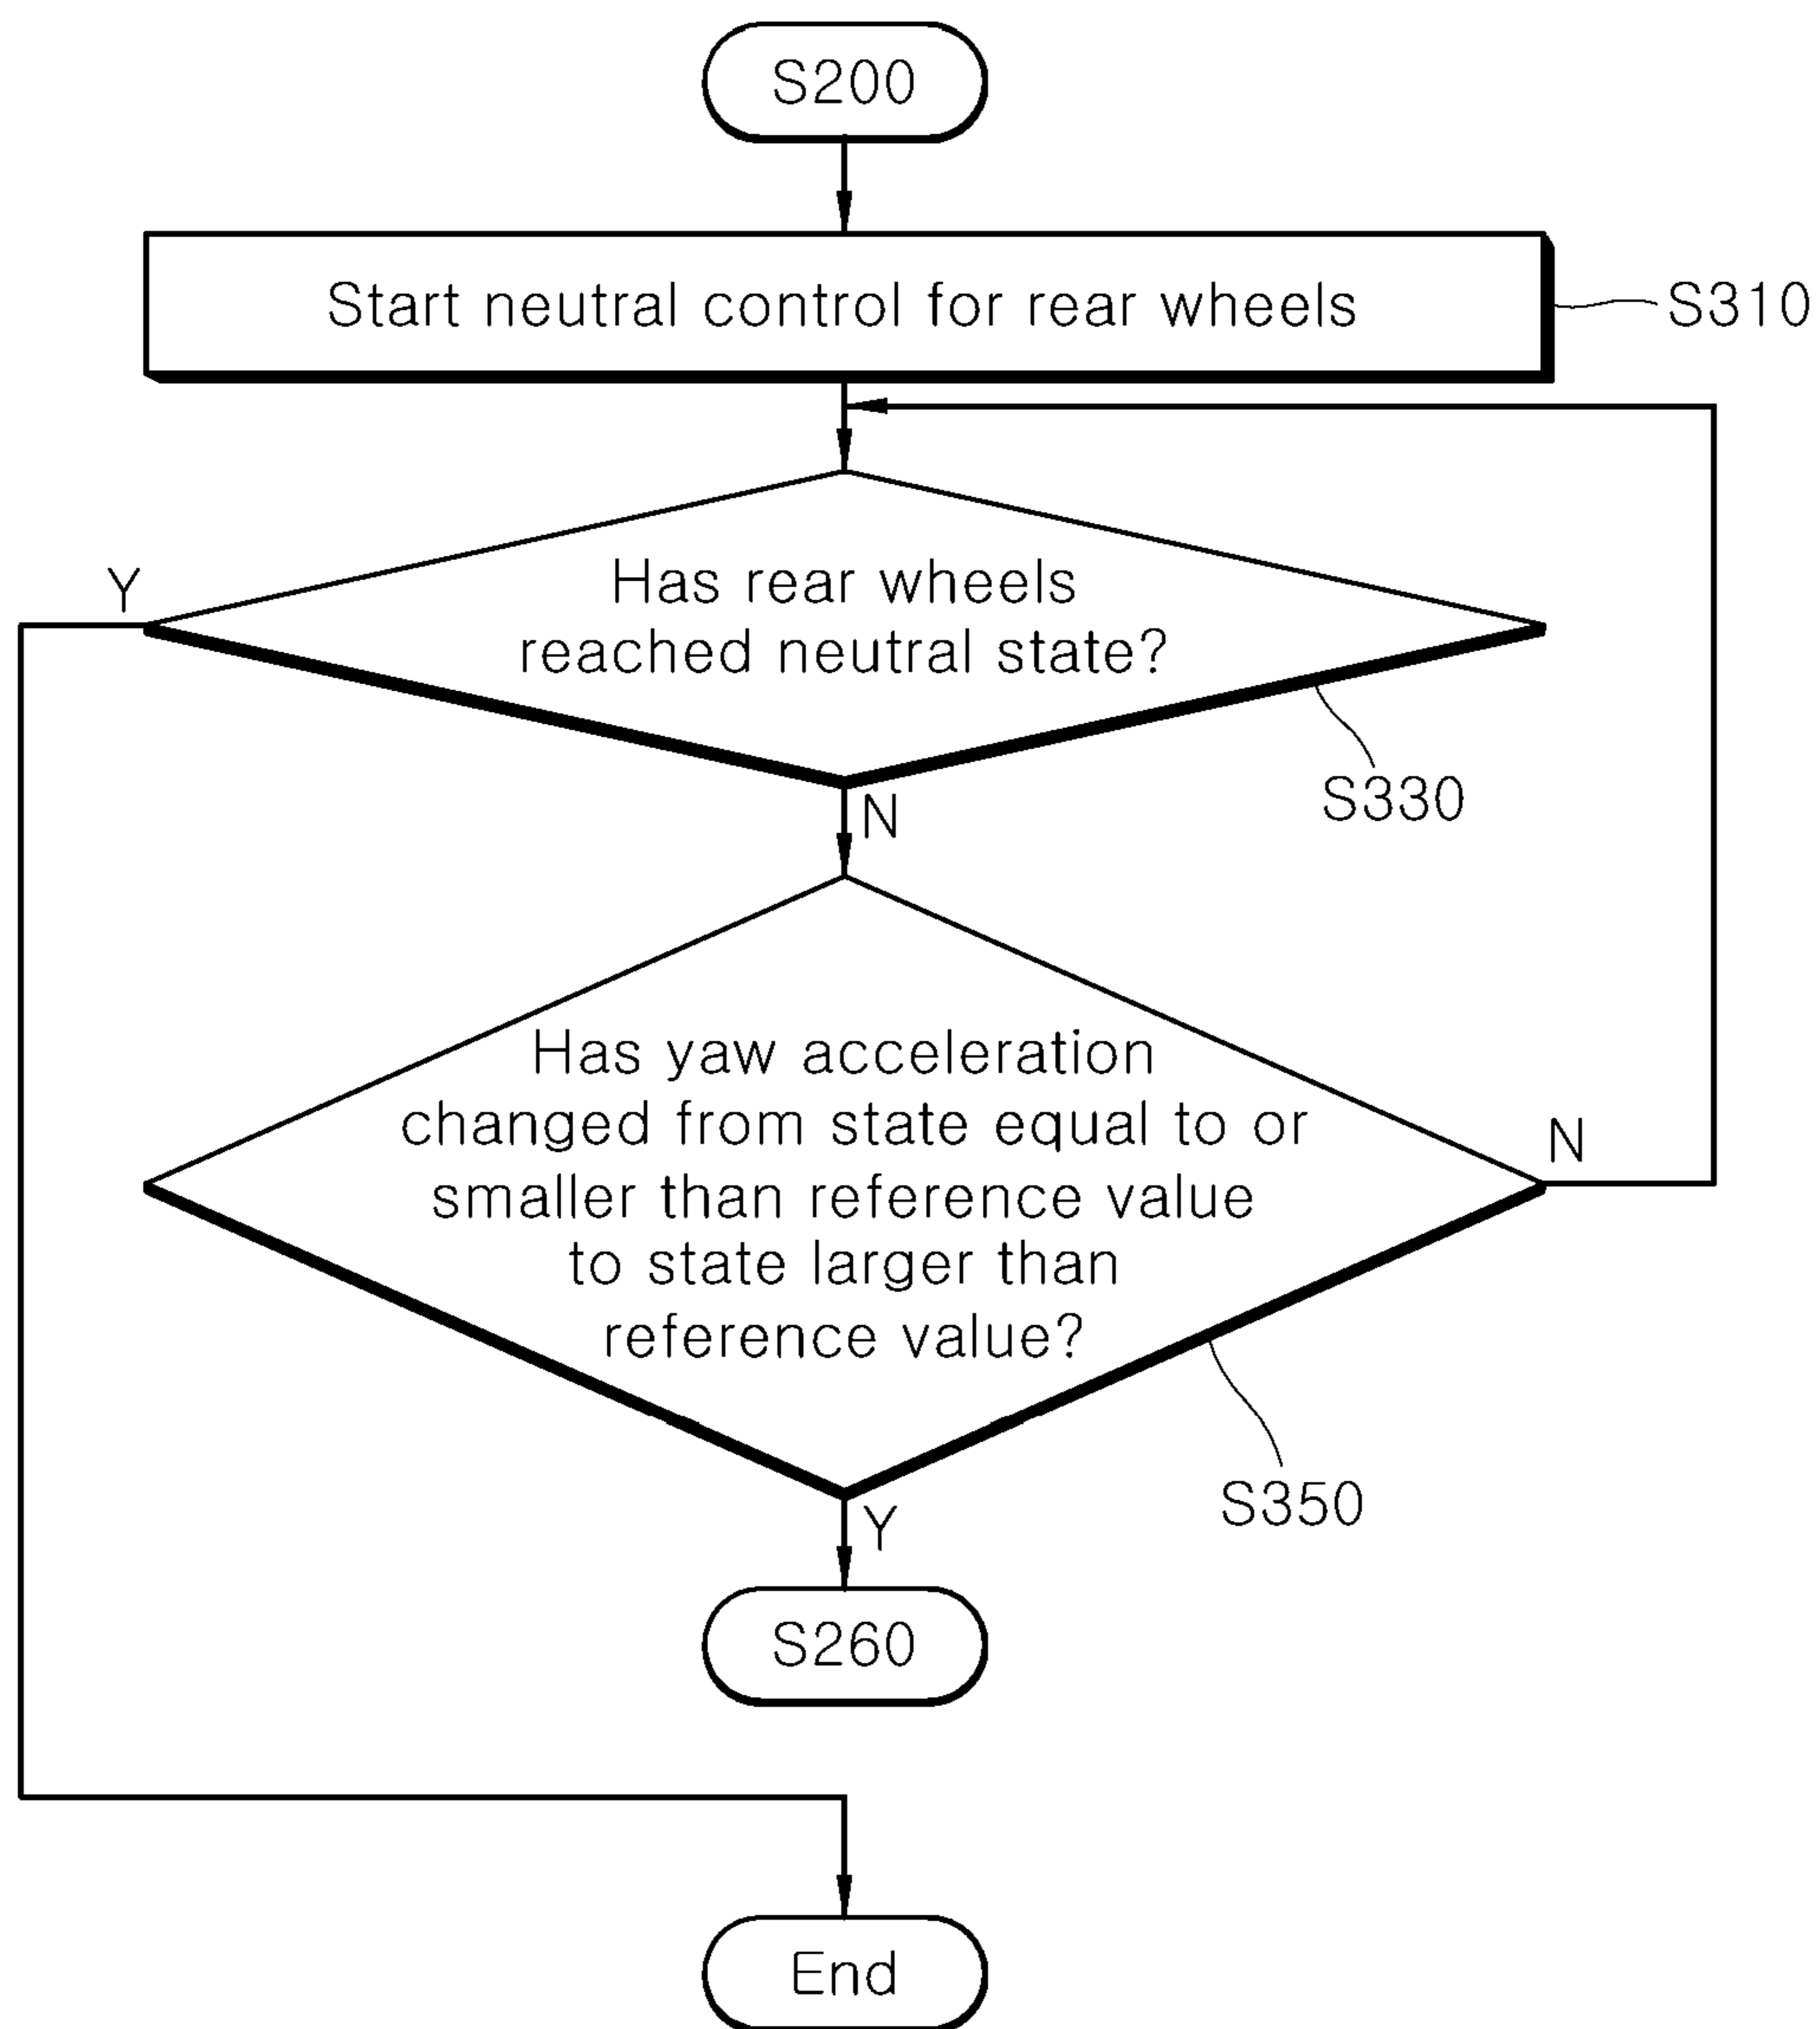 S200
Start neutral control for rear wheels
S310
Y
Has rear wheels
reached neutral state?
S330
N
Has yaw acceleration
changed from state equal to or
smaller than reference value
to state larger than
reference value?
N
S350
Y
S260
End